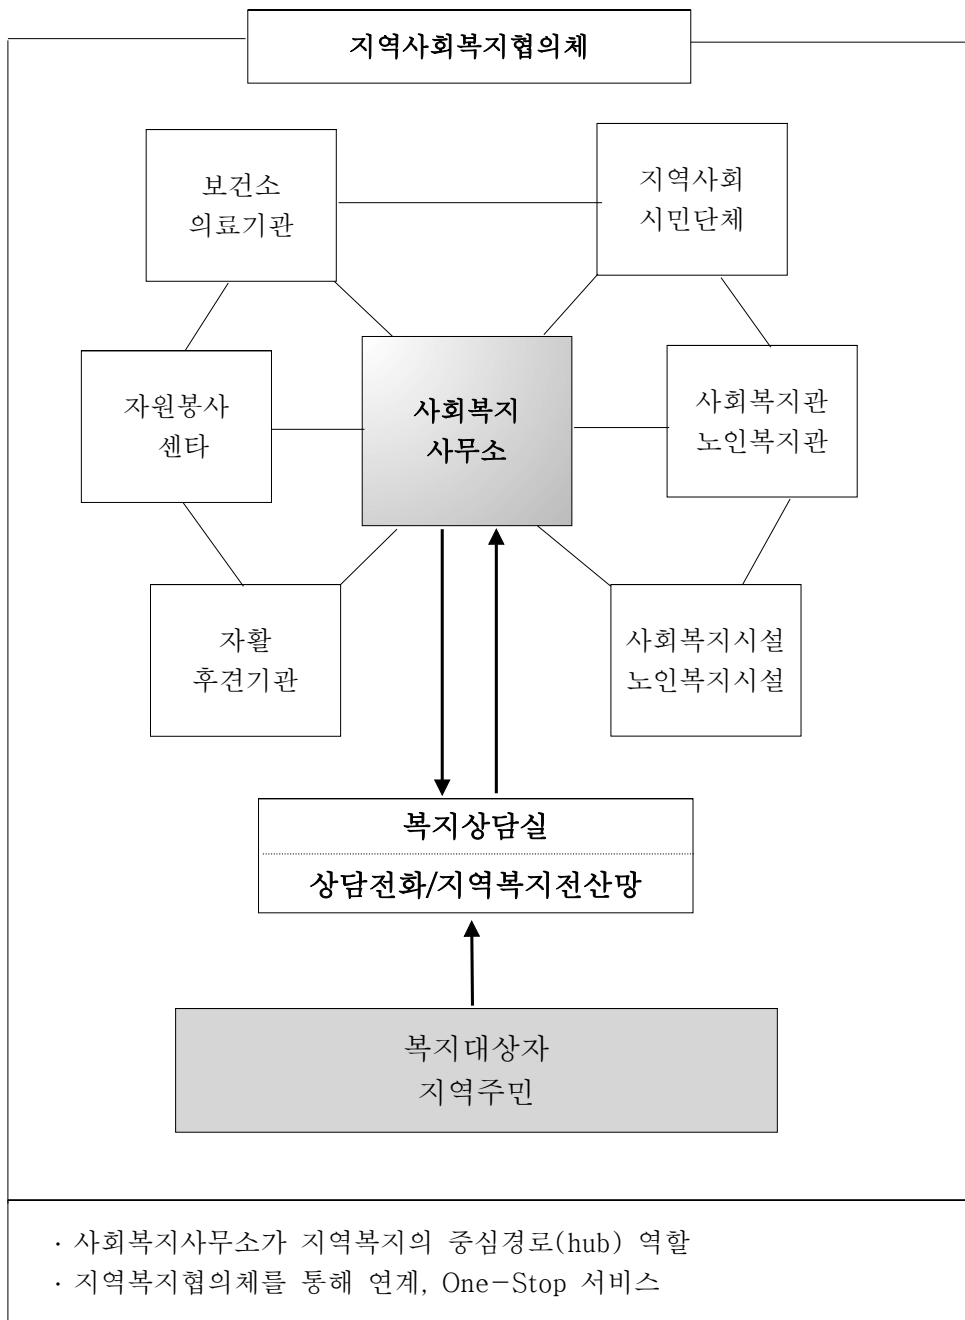 지역사회복지협의체
보건소
의료기관
지역사회
시민단체
자원봉사
센타
사회복지
사무소
사회복지관
노인복지관
자활
후견기관
사회복지시설
노인복지시설
복지상담실
상담전화/지역복지전산망
복지대상자
지역주민
· 사회복지사무소가 지역복지의 중심경로(hub) 역할
· 지역복지협의체를 통해 연계, One-Stop 서비스